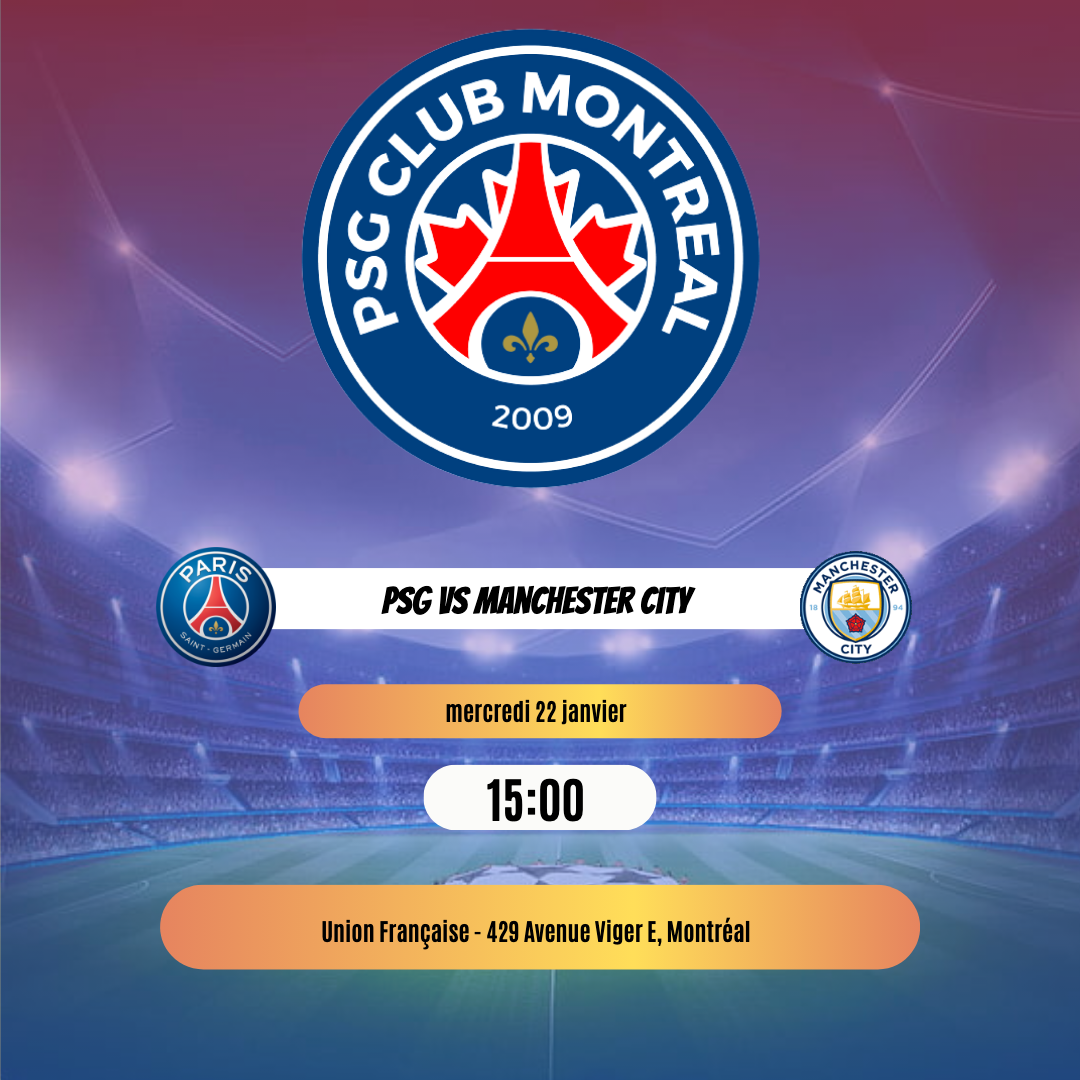 PSG CLUB MONTREAL
2009
PARIS
SAINT - GERMAIN
PSG VS MANCHESTER CITY
MANCHESTER
18 94
CITY
mercredi 22 janvier
15:00
Union Française - 429 Avenue Viger E, Montréal